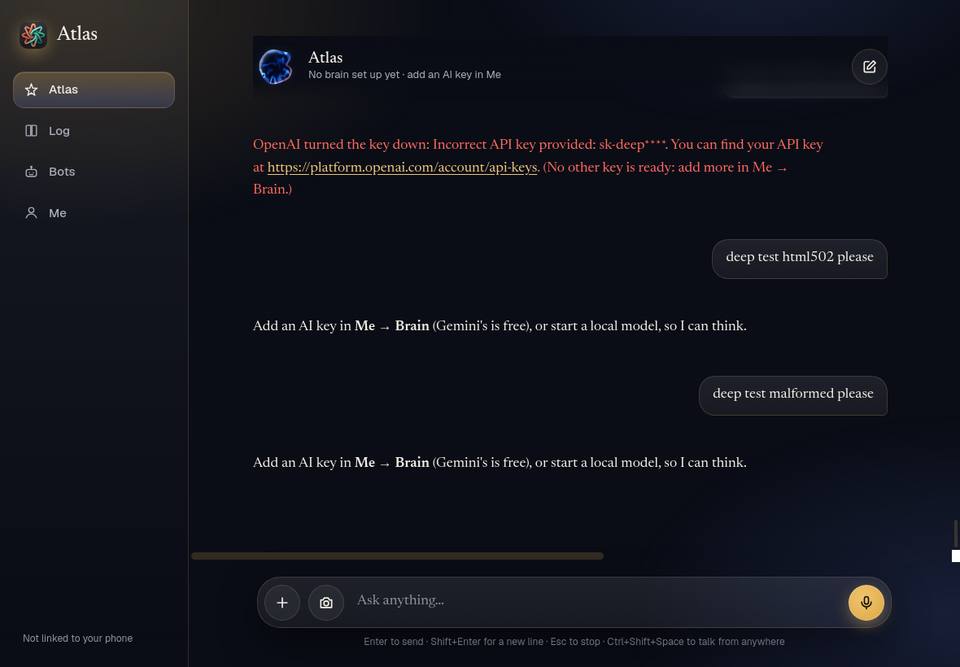 Atlas
Atlas
Log
Bots
Me
Not linked to your phone
Atlas
No brain set up yet · add an AI key in Me
OpenAI turned the key down: Incorrect API key provided: sk-deep****. You can find your API key
at https://platform.openai.com/account/api-keys. (No other key is ready: add more in Me →
Brain.)
deep test html502 please
Add an AI key in Me → Brain (Gemini's is free), or start a local model, so I can think.
deep test malformed please
Add an AI key in Me → Brain (Gemini's is free), or start a local model, so I can think.
Ask anything...
Enter to send · Shift+Enter for a new line · Esc to stop · Ctrl+Shift+Space to talk from anywhere